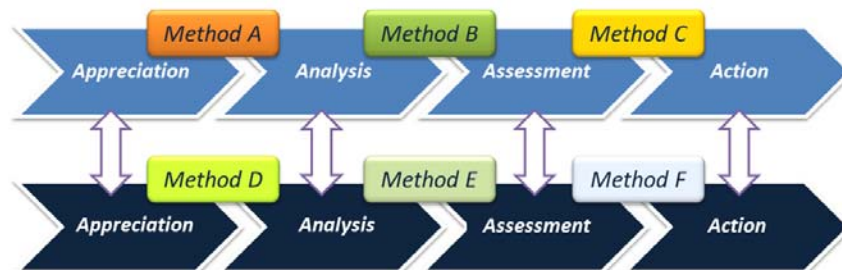 Method A
Method B
Method C
Appreciation
Analysis
Assessment
Action
Method D
Method E
Method F
Appreciation
Analysis
Assessment
Action